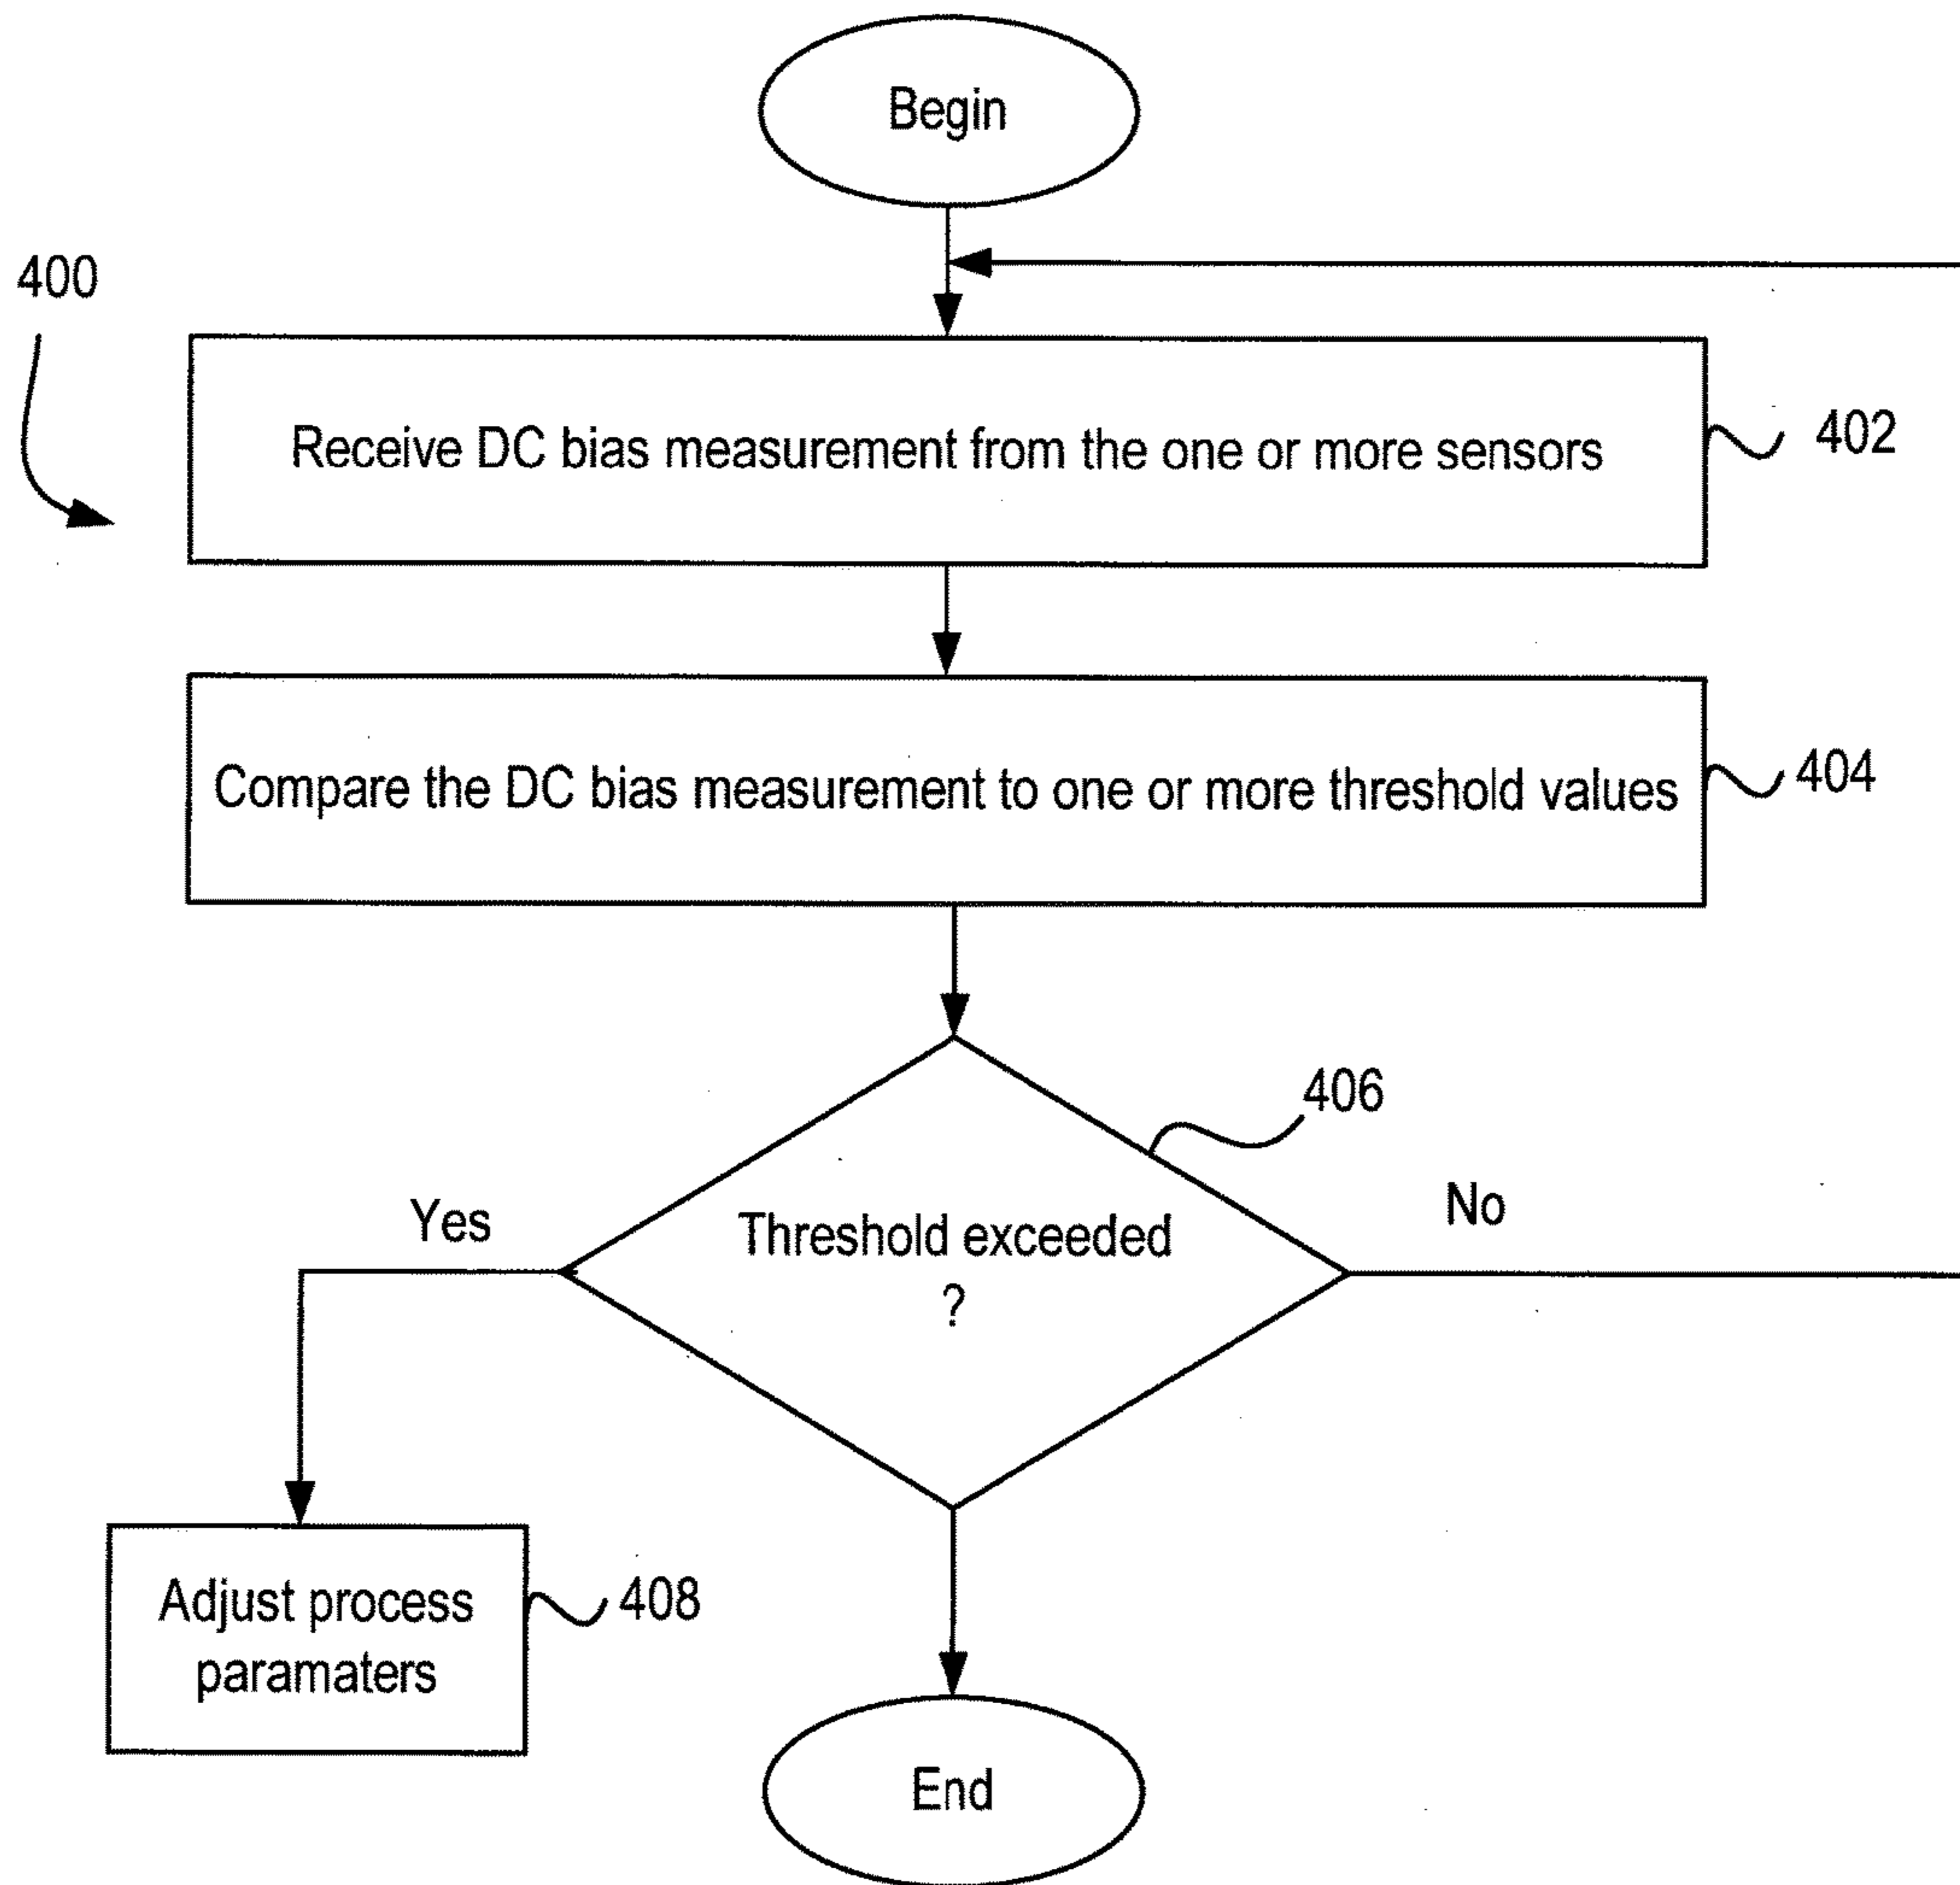 Begin
400
Receive DC bias measurement from the one or more sensors
402
Compare the DC bias measurement to one or more threshold values
404
406
Yes
No
Threshold exceeded
?
Adjust process
paramaters
408
End